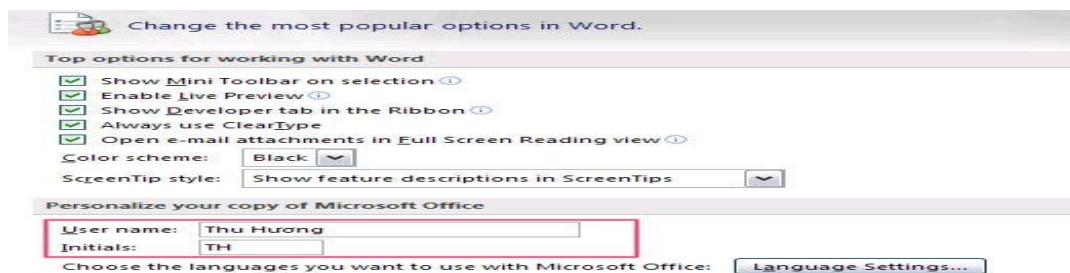 Change the most popular options in Word.
Top options for working with Word
Show Mini Toolbar on selection
Enable Live Preview
Show Developer tab in the Ribbon
Always use ClearType
Open e-mail attachments in Full Screen Reading view
Color scheme: Black
ScreenTip style: Show feature descriptions in ScreenTips
Personalize your copy of Microsoft Office
User name: Thu Hương
Initials: TH
Choose the languages you want to use with Microsoft Office: Language Settings...